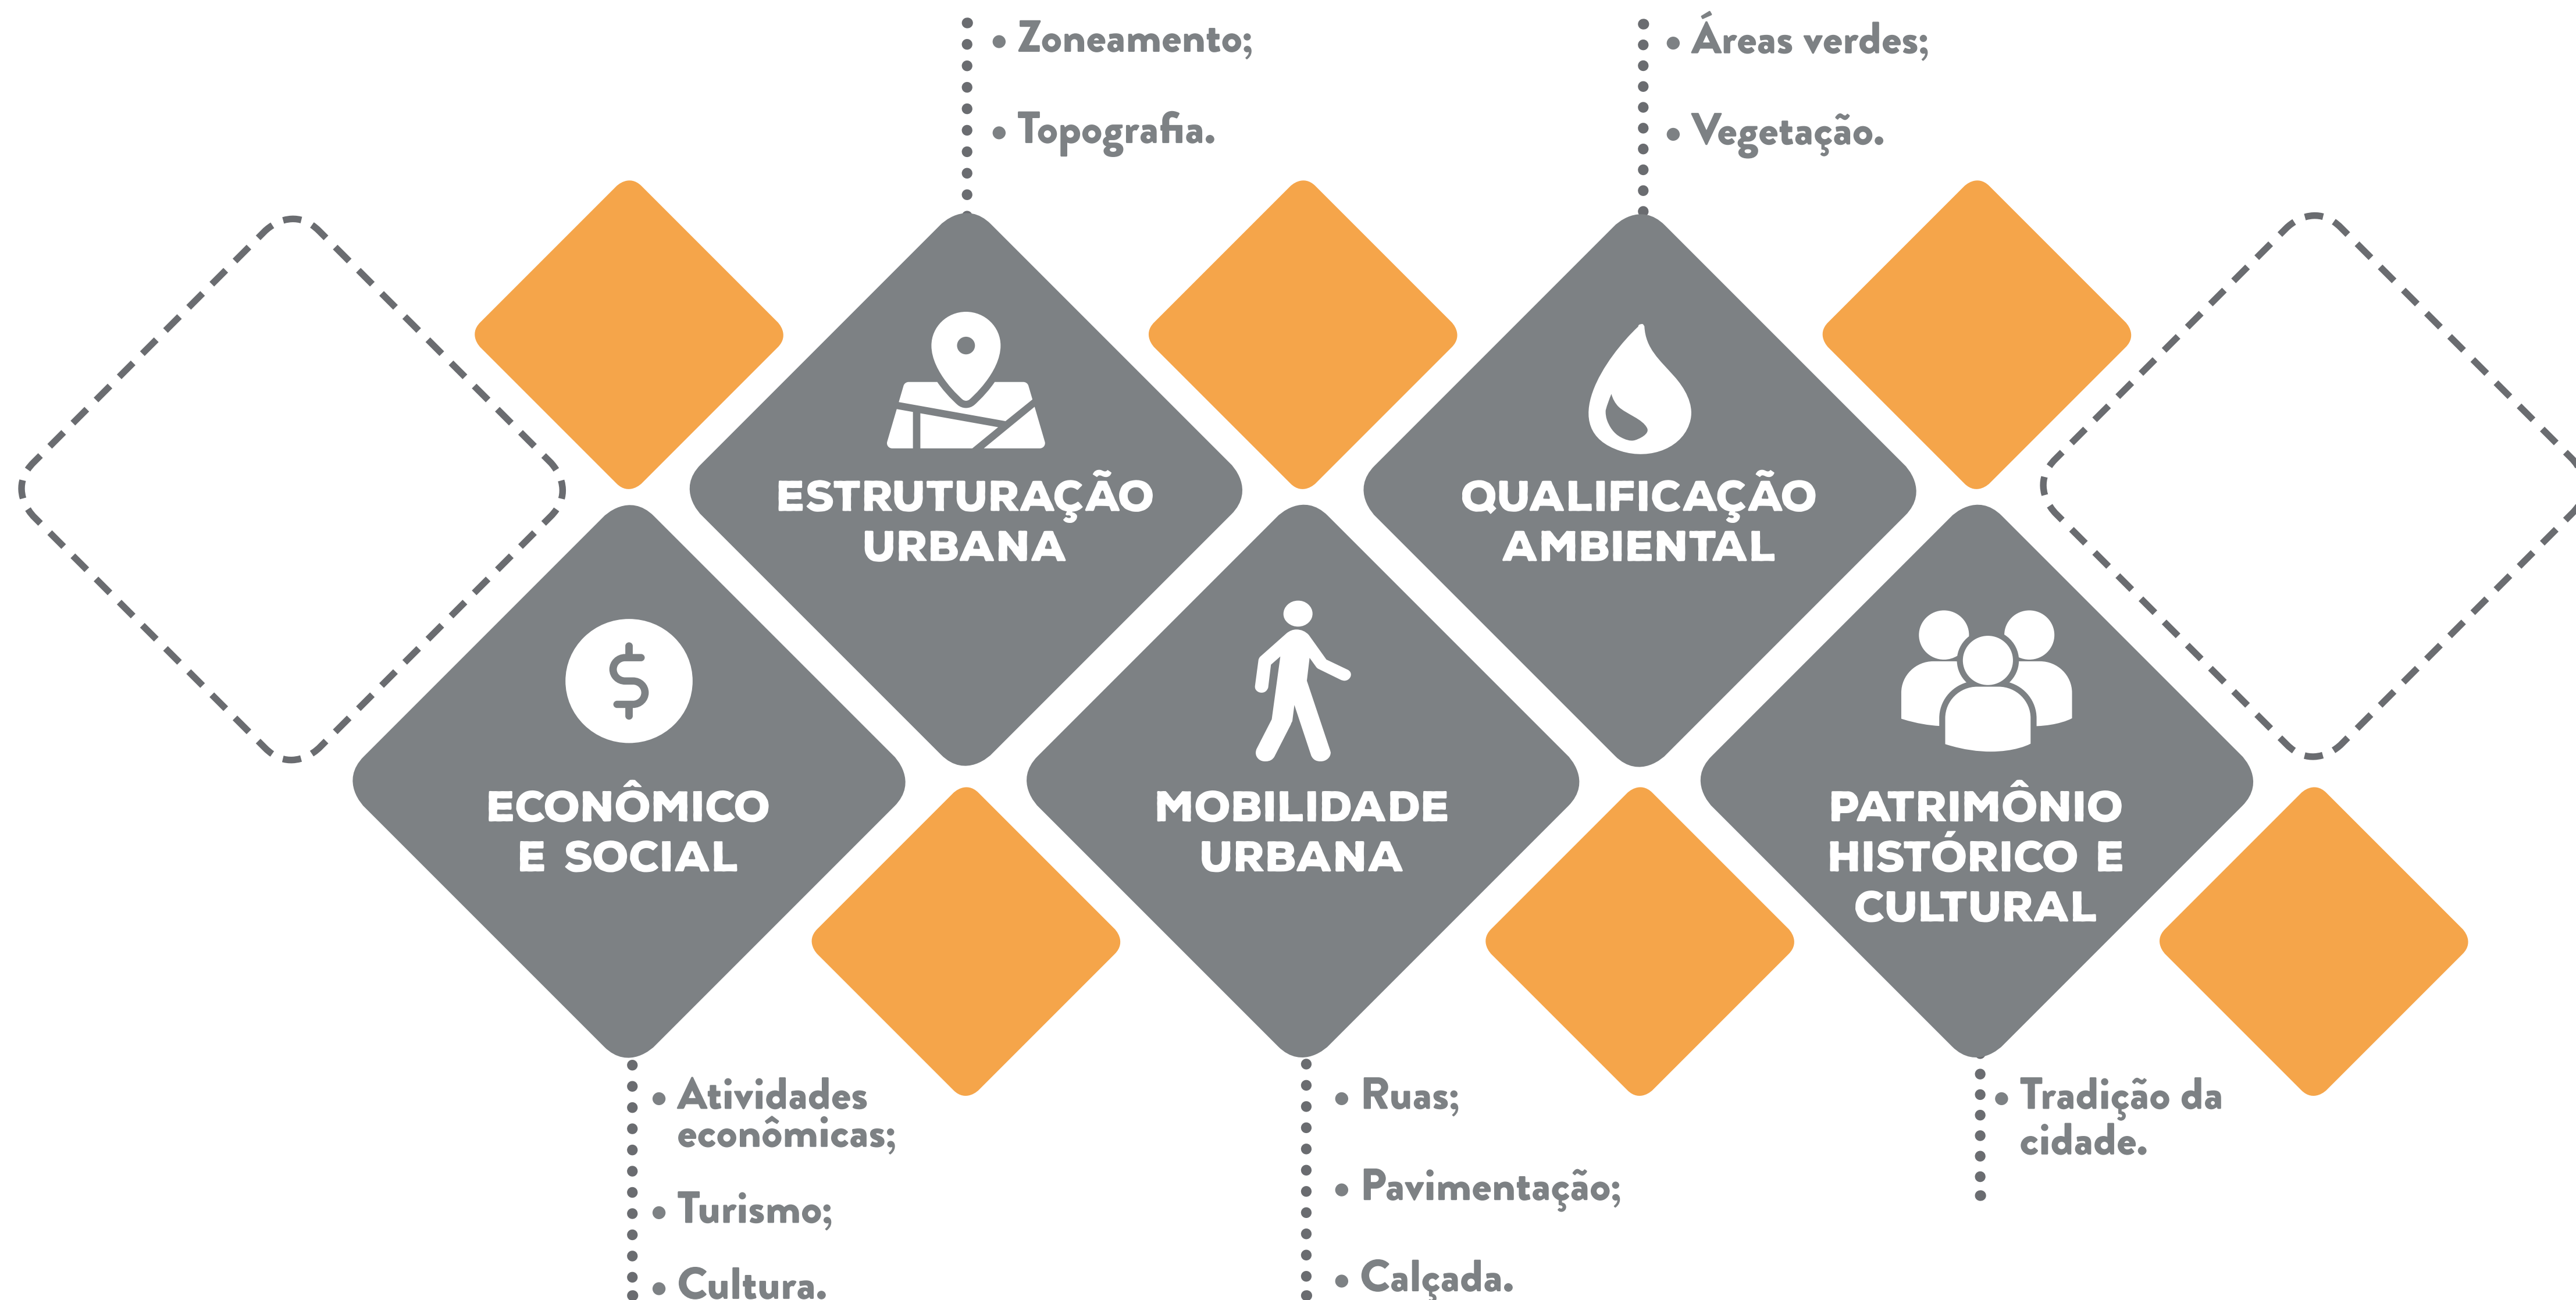 • Zoneamento;
• Topografia.
• Áreas verdes;
• Vegetação.
ESTRUTURAÇÃO
URBANA
QUALIFICAÇÃO
AMBIENTAL
ECONÔMICO
E SOCIAL
MOBILIDADE
URBANA
PATRIMÔNIO
HISTÓRICO E
CULTURAL
• Atividades
econômicas;
• Turismo;
• Cultura.
• Ruas;
• Pavimentação;
• Calçada.
• Tradição da
cidade.